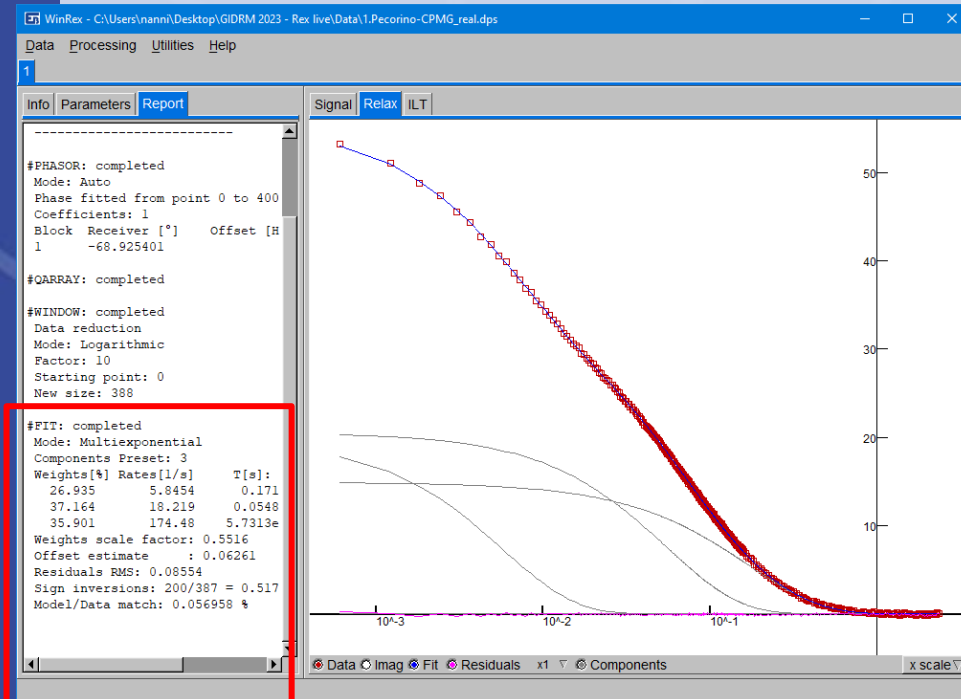 WinRex - C:\Users\nanni\Desktop\GIDRM 2023 - Rex live\Data\1.Pecorino-CPMG_real.dps
Data Processing Utilities Help
1
Info Parameters Report
Signal Relax ILT
---------------------------
#PHASOR: completed
Mode: Auto
Phase fitted from point 0 to 400
Coefficients: 1
Block Receiver [°] Offset [H
1 -68.925401
#QARRAY: completed
#WINDOW: completed
Data reduction
Mode: Logarithmic
Factor: 10
Starting point: 0
New size: 388
#FIT: completed
Mode: Multiexponential
Components Preset: 3
Weights[%] Rates[1/s] T[s]:
26.935 5.8454 0.171
37.164 18.219 0.0548
35.901 174.48 5.7313e
Weights scale factor: 0.5516
Offset estimate : 0.06261
Residuals RMS: 0.08554
Sign inversions: 200/387 = 0.517
Model/Data match: 0.056958 %
50
40
30
20
10
10^-3 10^-2 10^-1
Data Imag Fit Residuals x1 Components x scale